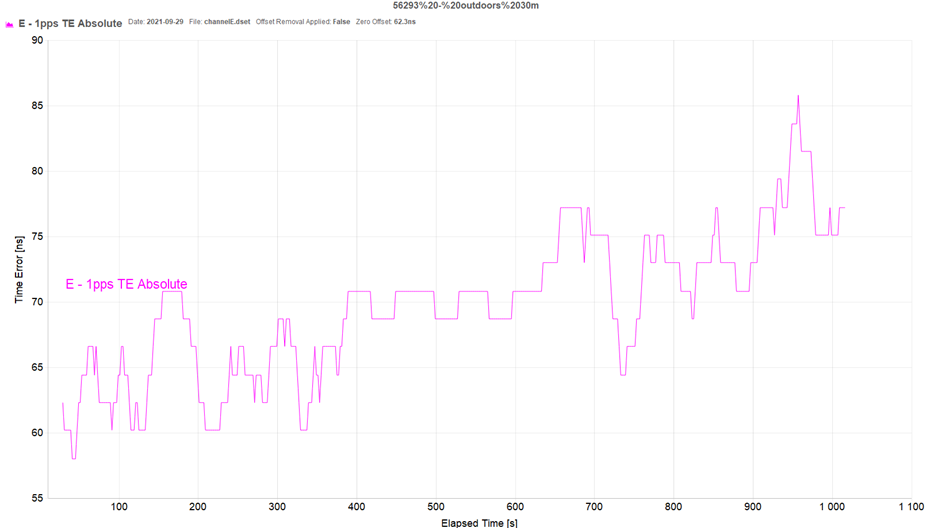 56293%20-%20outdoors%2030m
E - 1pps TE Absolute Date: 2021-09-29 File: channelE.dset Offset Removal Applied: False Zero Offset: 62.3ns
90
85
80
75
Time Error [ns]
E - 1pps TE Absolute
70
65
60
55
100 200 300 400 500 600 700 800 900 1 000 1 100
Elapsed Time [s]